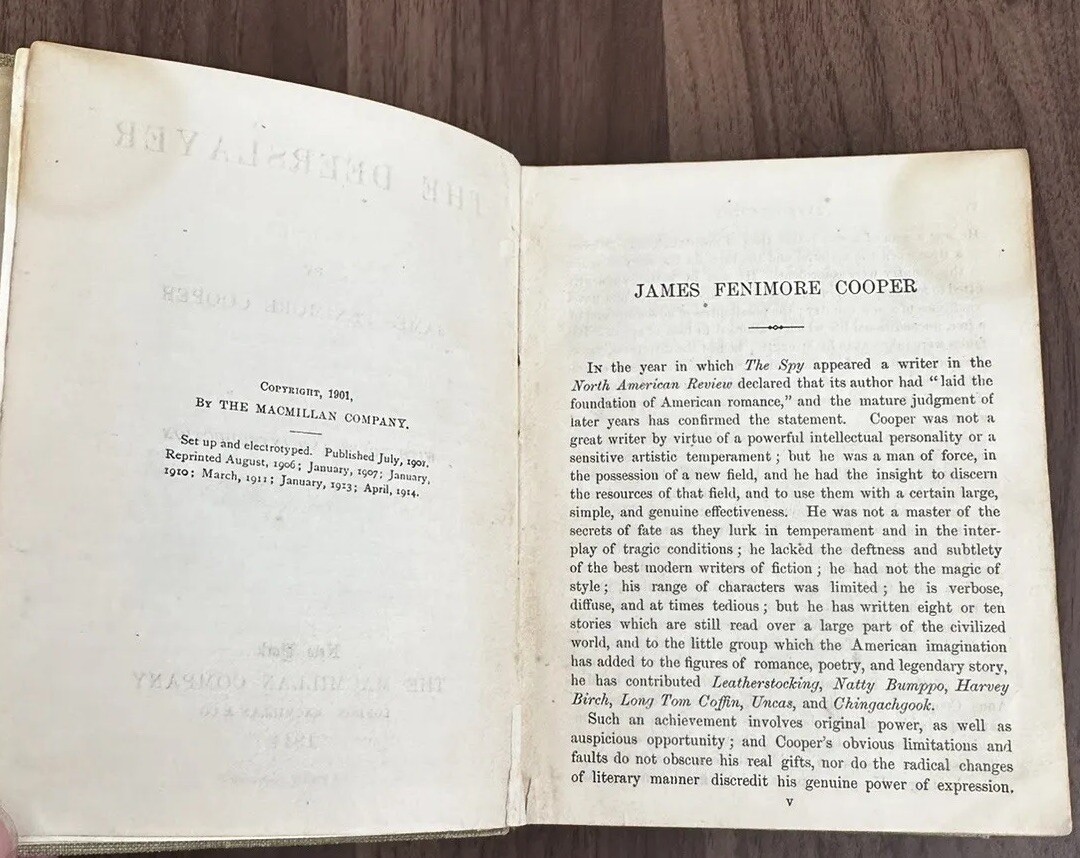 THE DEERSLAYER
BY
JAMES FENIMORE COOPER
COPYRIGHT, 1901,
BY THE MACMILLAN COMPANY.
Set up and electrotyped. Published July, 1901.
Reprinted August, 1906; January, 1907; January,
1910; March, 1911; January, 1913; April, 1914.
New York
THE MACMILLAN COMPANY
JAMES FENIMORE COOPER
IN the year in which The Spy appeared a writer in the
North American Review declared that its author had "laid the
foundation of American romance," and the mature judgment of
later years has confirmed the statement. Cooper was not a
great writer by virtue of a powerful intellectual personality or a
sensitive artistic temperament; but he was a man of force, in
the possession of a new field, and he had the insight to discern
the resources of that field, and to use them with a certain large,
simple, and genuine effectiveness. He was not a master of the
secrets of fate as they lurk in temperament and in the inter-
play of tragic conditions; he lacked the deftness and subtlety
of the best modern writers of fiction; he had not the magic of
style; his range of characters was limited; he is verbose,
diffuse, and at times tedious; but he has written eight or ten
stories which are still read over a large part of the civilized
world, and to the little group which the American imagination
has added to the figures of romance, poetry, and legendary story,
he has contributed Leatherstocking, Natty Bumppo, Harvey
Birch, Long Tom Coffin, Uncas, and Chingachgook.
Such an achievement involves original power, as well as
auspicious opportunity; and Cooper's obvious limitations and
faults do not obscure his real gifts, nor do the radical changes
of literary manner discredit his genuine power of expression.
v